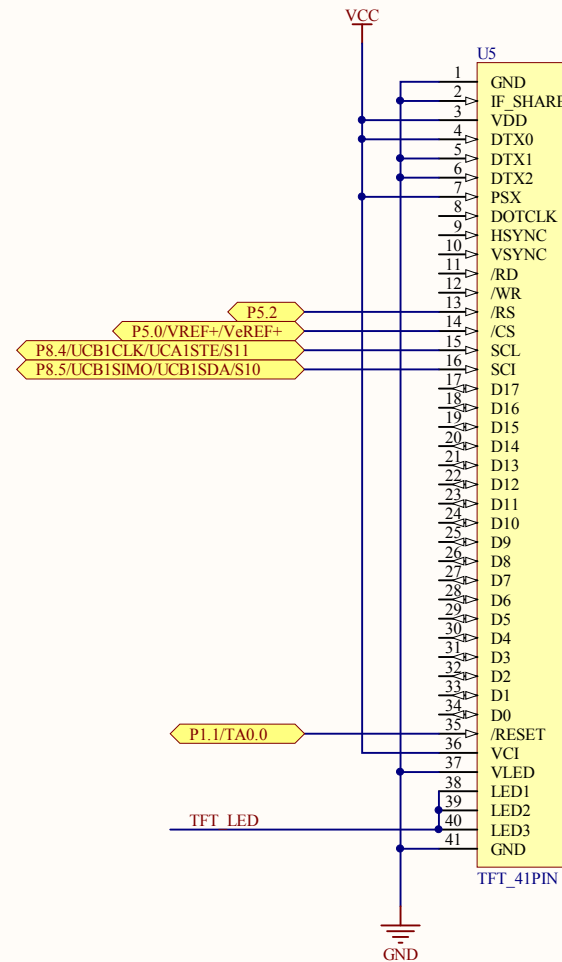 VCC
U5
1 GND
2 IF_SHARE
3 VDD
4 DTX0
5 DTX1
6 DTX2
7 PSX
8 DOTCLK
9 HSYNC
10 VSYNC
11 /RD
12 /WR
P5.2 13 /RS
P5.0/VREF+/VeREF+ 14 /CS
P8.4/UCB1CLK/UCA1STE/S11 15 SCL
P8.5/UCB1SIMO/UCB1SDA/S10 16 SCI
17 D17
18 D16
19 D15
20 D14
21 D13
22 D12
23 D11
24 D10
25 D9
26 D8
27 D7
28 D6
29 D5
30 D4
31 D3
32 D2
33 D1
34 D0
P1.1/TA0.0 35 /RESET
36 VCI
37 VLED
38 LED1
39 LED2
TFT_LED 40 LED3
41 GND
TFT_41PIN
GND